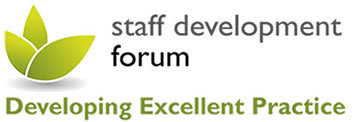 staff development
forum
Developing Excellent Practice